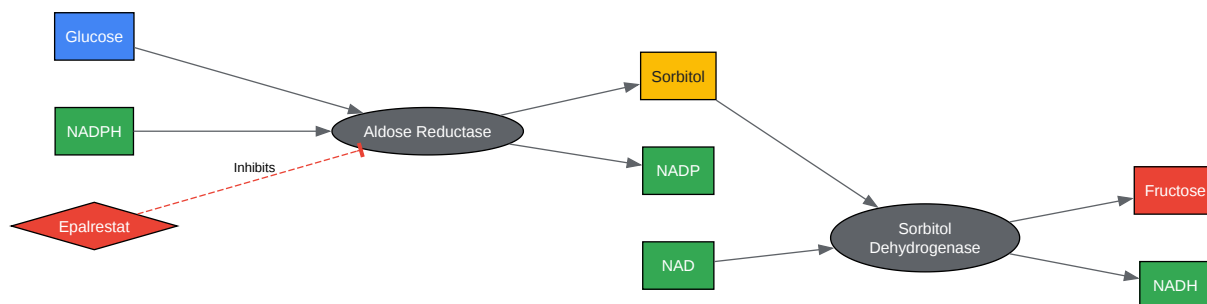 Glucose
NADPH
Epalrestat
Inhibits
Aldose Reductase
Sorbitol
NADP
NAD
Sorbitol
Dehydrogenase
Fructose
NADH